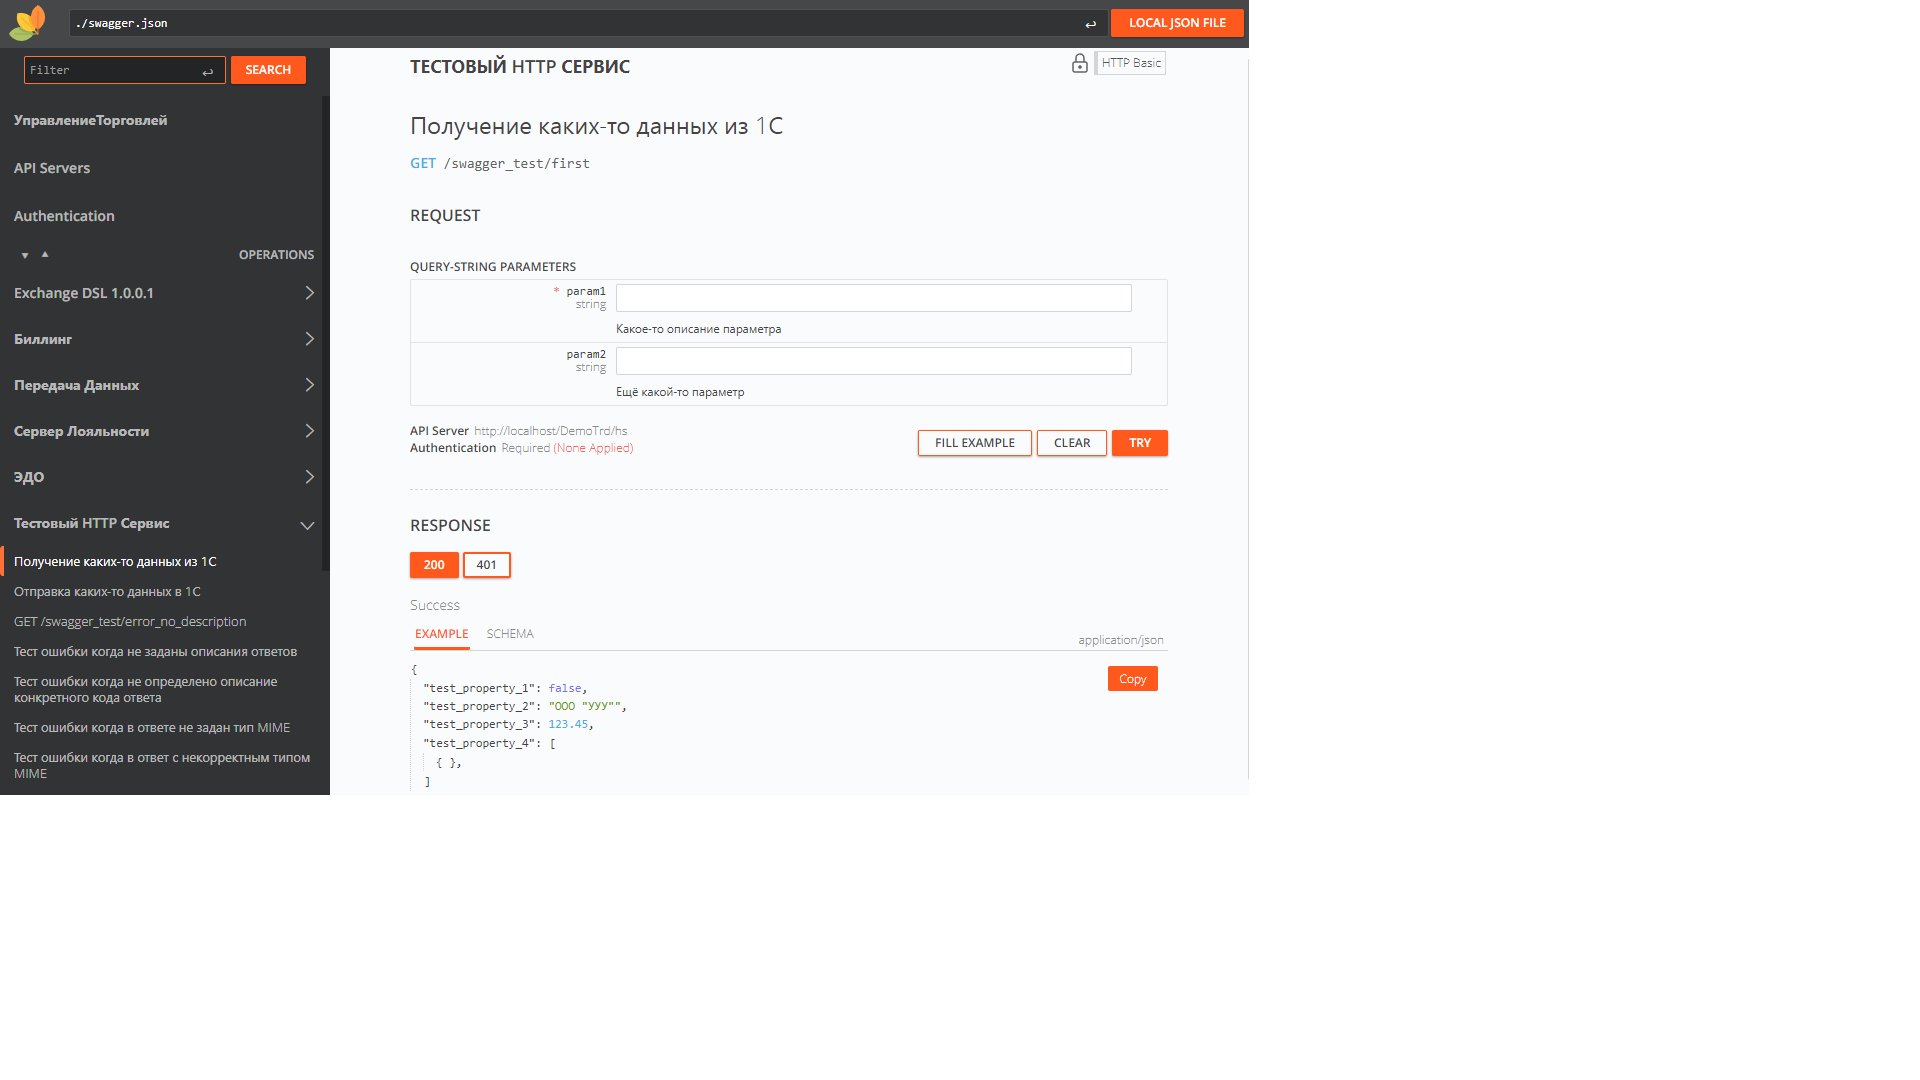 ./swagger.json
LOCAL JSON FILE
Filter
SEARCH
УправлениеТорговлей
API Servers
Authentication
OPERATIONS
Exchange DSL 1.0.0.1
Биллинг
Передача Данных
Сервер Лояльности
ЭДО
Тестовый HTTP Сервис
Получение каких-то данных из 1С
Отправка каких-то данных в 1С
GET /swagger_test/error_no_description
Тест ошибки когда не заданы описания ответов
Тест ошибки когда не определено описание
конкретного кода ответа
Тест ошибки когда в ответе не задан тип MIME
Тест ошибки когда в ответ с некорректным типом
MIME
ТЕСТОВЫЙ HTTP СЕРВИС
HTTP Basic
Получение каких-то данных из 1С
GET /swagger_test/first
REQUEST
QUERY-STRING PARAMETERS
* param1
string
Какое-то описание параметра
param2
string
Ещё какой-то параметр
API Server http://localhost/DemoTrd/hs
Authentication Required (None Applied)
FILL EXAMPLE
CLEAR
TRY
RESPONSE
200
401
Success
EXAMPLE
SCHEMA
application/json
Copy
{
"test_property_1": false,
"test_property_2": "ООО "УУУ"",
"test_property_3": 123.45,
"test_property_4": [
{ },
]